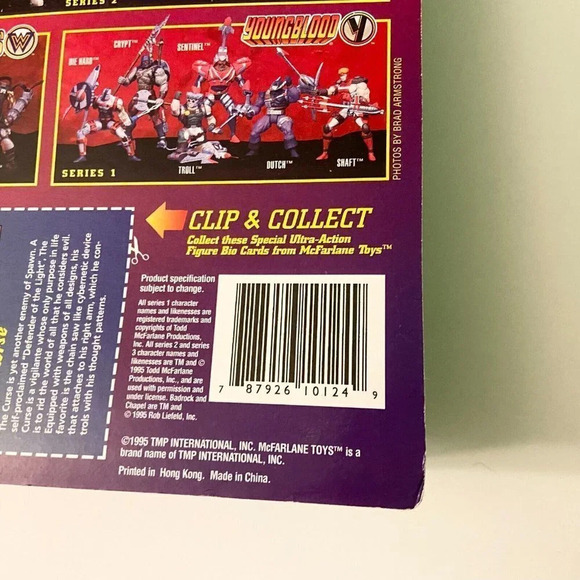 SERIES 2
W
YOUNGBLOOD Y
CRYPT™
SENTINEL™
DIE HARD™
TROLL™
DUTCH™
SHAFT™
SERIES 1
PHOTOS BY BRAD ARMSTRONG
CLIP & COLLECT
Collect these Special Ultra-Action
Figure Bio Cards from McFarlane Toys™
The Curse is yet another enemy of Spawn. A
self-proclaimed "Defender of the Light", The
Curse is a vigilante whose only purpose in life
is to rid the world of all that he considers evil.
Equipped with weapons of all designs, his
favorite is the chain saw like cybernetic device
that attaches to his right arm, which he con-
trols with his thought patterns.
Product specification
subject to change.
All series 1 character
names and likenesses are
registered trademarks and
copyrights of Todd
McFarlane Productions,
Inc. All series 2 and series
3 character names and
likenesses are TM and ©
1995 Todd McFarlane
Productions, Inc., and are
used with permission and
under license. Badrock and
Chapel are TM and
© 1995 Rob Liefeld, Inc.
7 87926 10124 9
©1995 TMP INTERNATIONAL, INC. McFARLANE TOYS™ is a
brand name of TMP INTERNATIONAL, INC.
Printed in Hong Kong. Made in China.